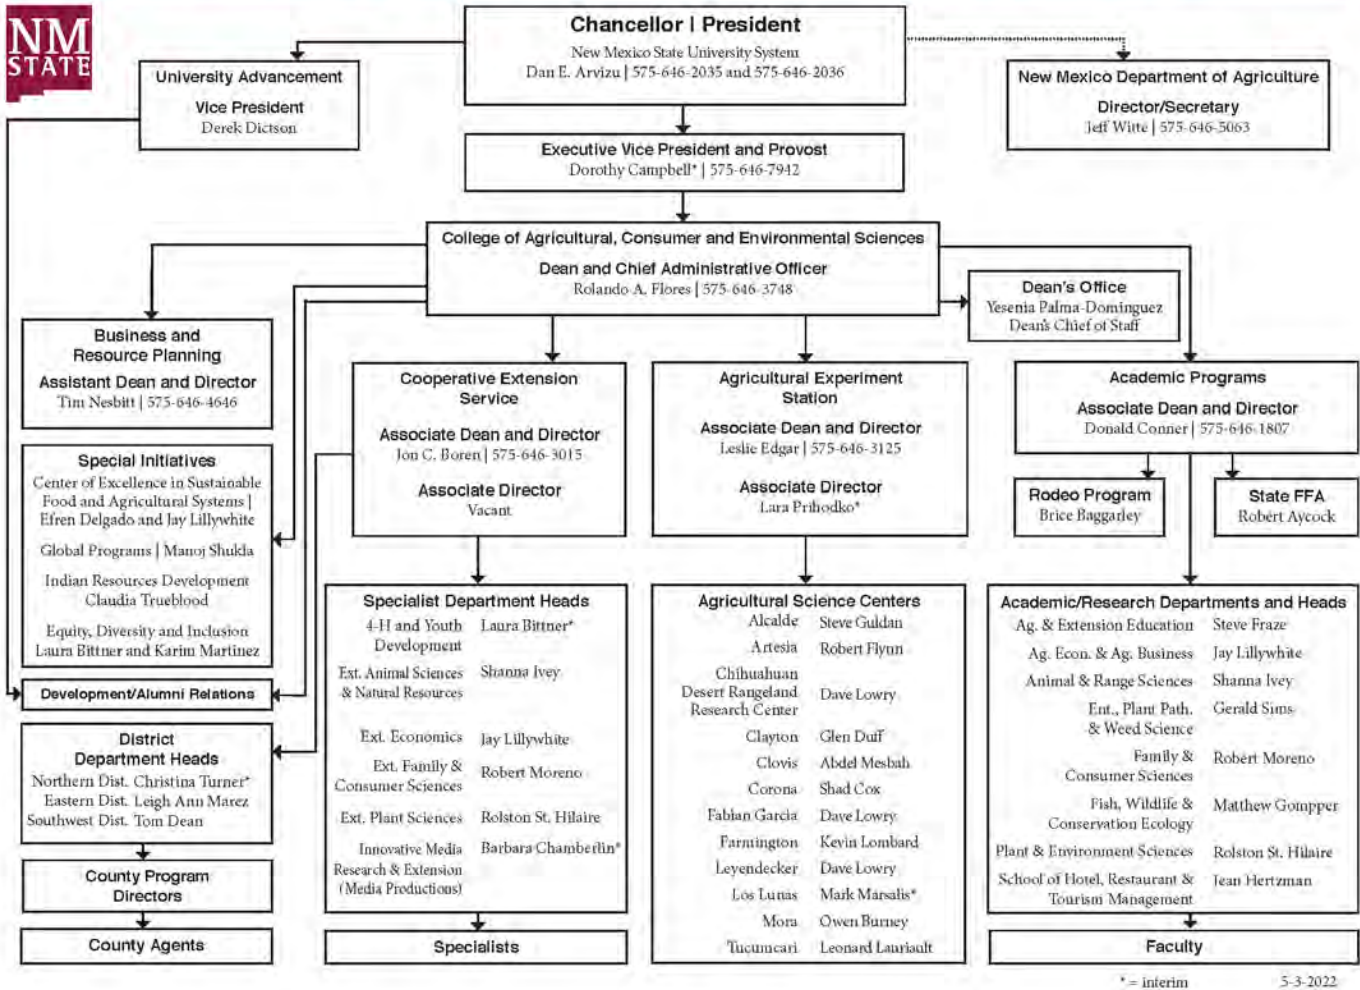 NM
STATE
Chancellor | President
New Mexico State University System
Dan E. Arvizu | 575-646-2035 and 575-646-2036
University Advancement
Vice President
Derek Dictson
New Mexico Department of Agriculture
Director/Secretary
Jeff Witte | 575-646-5063
Executive Vice President and Provost
Dorothy Campbell* | 575-646-7942
College of Agricultural, Consumer and Environmental Sciences
Dean and Chief Administrative Officer
Rolando A. Flores | 575-646-3748
Dean's Office
Yesenia Palma-Dominguez
Dean's Chief of Staff
Business and
Resource Planning
Assistant Dean and Director
Tim Nesbitt | 575-646-4646
Cooperative Extension
Service
Associate Dean and Director
Jon C. Boren | 575-646-3015
Associate Director
Vacant
Agricultural Experiment
Station
Associate Dean and Director
Leslie Edgar | 575-646-3125
Associate Director
Lara Prihodko*
Academic Programs
Associate Dean and Director
Donald Conner | 575-646-1807
Rodeo Program
Brice Baggarley
State FFA
Robert Aycock
Special Initiatives
Center of Excellence in Sustainable
Food and Agricultural Systems |
Efren Delgado and Jay Lillywhite
Global Programs | Manoj Shukla
Indian Resources Development
Claudia Trueblood
Equity, Diversity and Inclusion
Laura Bittner and Karim Martinez
Development/Alumni Relations
District
Department Heads
Northern Dist. Christina Turner*
Eastern Dist. Leigh Ann Marez
Southwest Dist. Tom Dean
County Program
Directors
County Agents
Specialist Department Heads
4-H and Youth Laura Bittner*
Development
Ext. Animal Sciences Shanna Ivey
& Natural Resources
Ext. Economics Jay Lillywhite
Ext. Family & Robert Moreno
Consumer Sciences
Ext. Plant Sciences Rolston St. Hilaire
Innovative Media Barbara Chamberlin*
Research & Extension
(Media Productions)
Specialists
Agricultural Science Centers
Alcalde Steve Guldan
Artesia Robert Flynn
Chihuahuan
Desert Rangeland Dave Lowry
Research Center
Clayton Glen Duff
Clovis Abdel Mesbah
Corona Shad Cox
Fabian Garcia Dave Lowry
Farmington Kevin Lombard
Leyendecker Dave Lowry
Los Lunas Mark Marsalis*
Mora Owen Burney
Tucumcari Leonard Lauriault
Academic/Research Departments and Heads
Ag. & Extension Education Steve Fraze
Ag. Econ. & Ag. Business Jay Lillywhite
Animal & Range Sciences Shanna Ivey
Ent., Plant Path. Gerald Sims
& Weed Science
Family & Robert Moreno
Consumer Sciences
Fish, Wildlife & Matthew Gompper
Conservation Ecology
Plant & Environment Sciences Rolston St. Hilaire
School of Hotel, Restaurant & Jean Hertzman
Tourism Management
Faculty
* = interim 5-3-2022